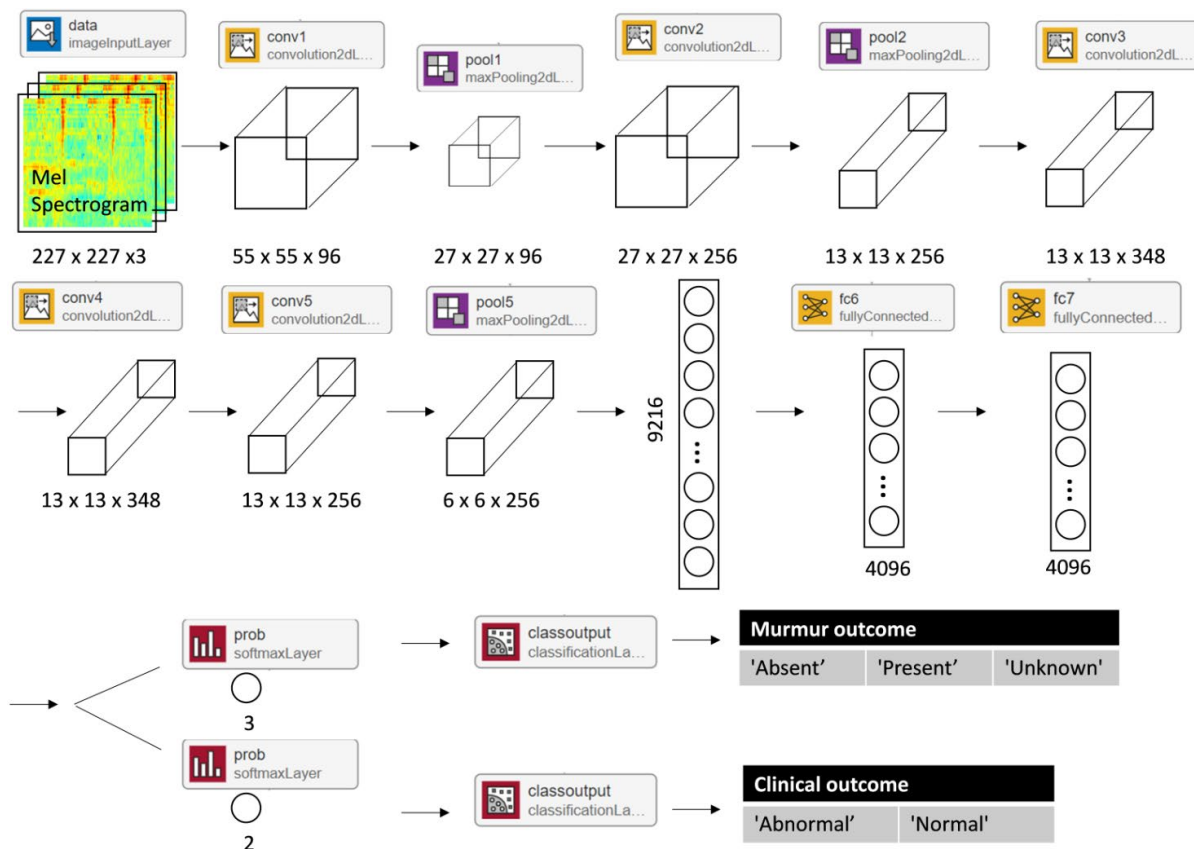 data
imageInputLayer
conv1
convolution2dL...
pool1
maxPooling2dL...
conv2
convolution2dL...
pool2
maxPooling2dL...
conv3
convolution2dL...
Mel
Spectrogram
227 x 227 x3
55 x 55 x 96
27 x 27 x 96
27 x 27 x 256
13 x 13 x 256
13 x 13 x 348
conv4
convolution2dL...
conv5
convolution2dL...
pool5
maxPooling2dL...
fc6
fullyConnected...
fc7
fullyConnected...
9216
13 x 13 x 348
13 x 13 x 256
6 x 6 x 256
4096
4096
prob
softmaxLayer
3
classoutput
classificationLa...
Murmur outcome
'Absent’ 'Present’ 'Unknown'
prob
softmaxLayer
2
classoutput
classificationLa...
Clinical outcome
'Abnormal’ 'Normal'